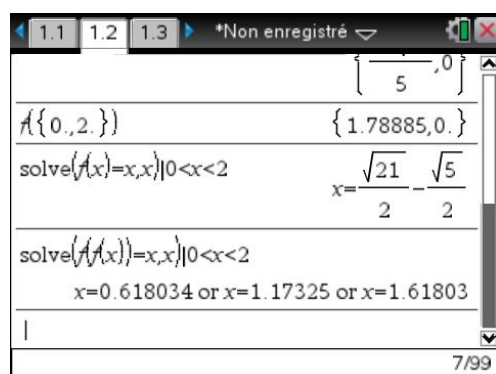 1.1 1.2 1.3 *Non enregistré
5 ,0
f({0.,2.}) {1.78885,0.}
solve(f(x)=x,x)|0<x<2 x=√21/2-√5/2
solve(f(f(x))=x,x)|0<x<2
x=0.618034 or x=1.17325 or x=1.61803
7/99